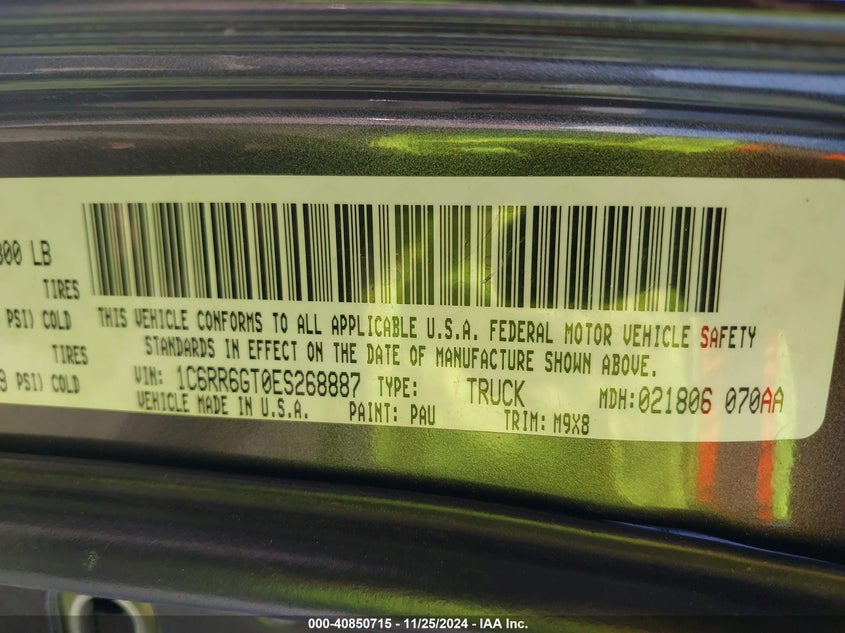 300 LB
TIRES
PSI) COLD
TIRES
9 PSI) COLD
THIS VEHICLE CONFORMS TO ALL APPLICABLE U.S.A. FEDERAL MOTOR VEHICLE SAFETY
STANDARDS IN EFFECT ON THE DATE OF MANUFACTURE SHOWN ABOVE.
VIN: 1C6RR6GT0ES268887 TYPE: TRUCK MDH:021806 070AA
VEHICLE MADE IN U.S.A. PAINT: PAU TRIM: M9X8
000-40850715 - 11/25/2024 - IAA Inc.